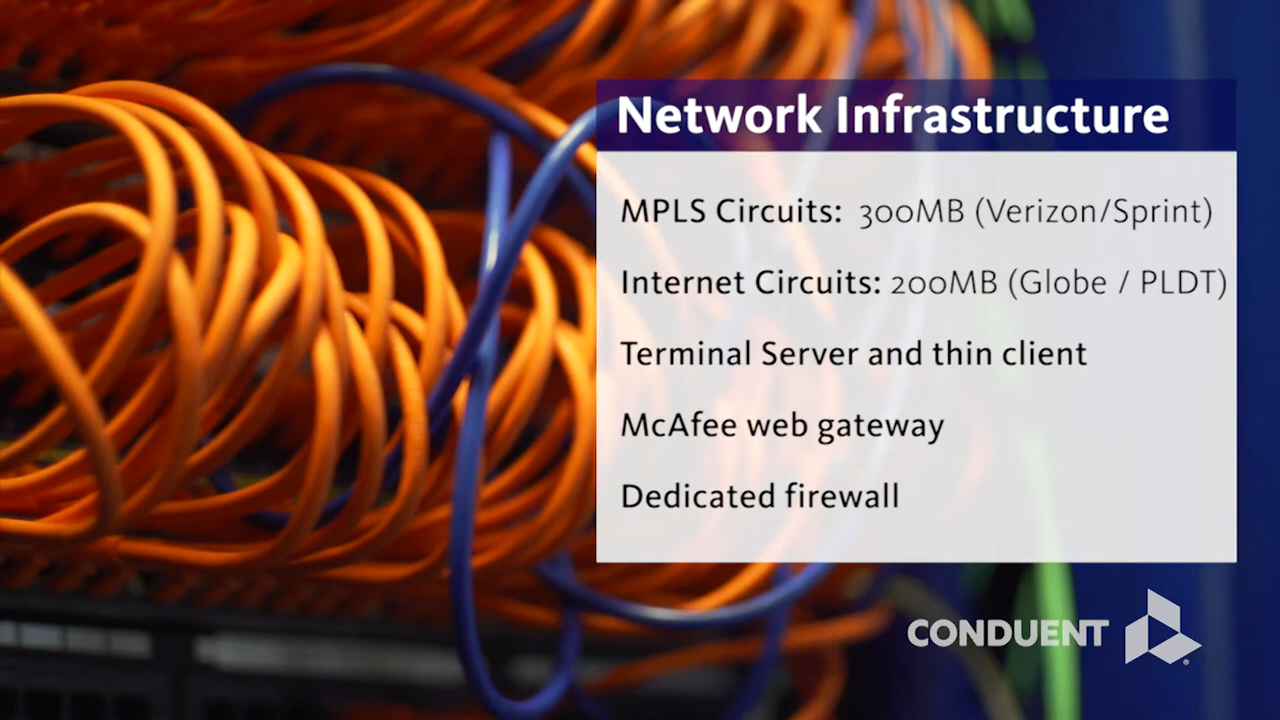 Network Infrastructure
MPLS Circuits: 300MB (Verizon/Sprint)
Internet Circuits: 200MB (Globe / PLDT)
Terminal Server and thin client
McAfee web gateway
Dedicated firewall
CONDUENT